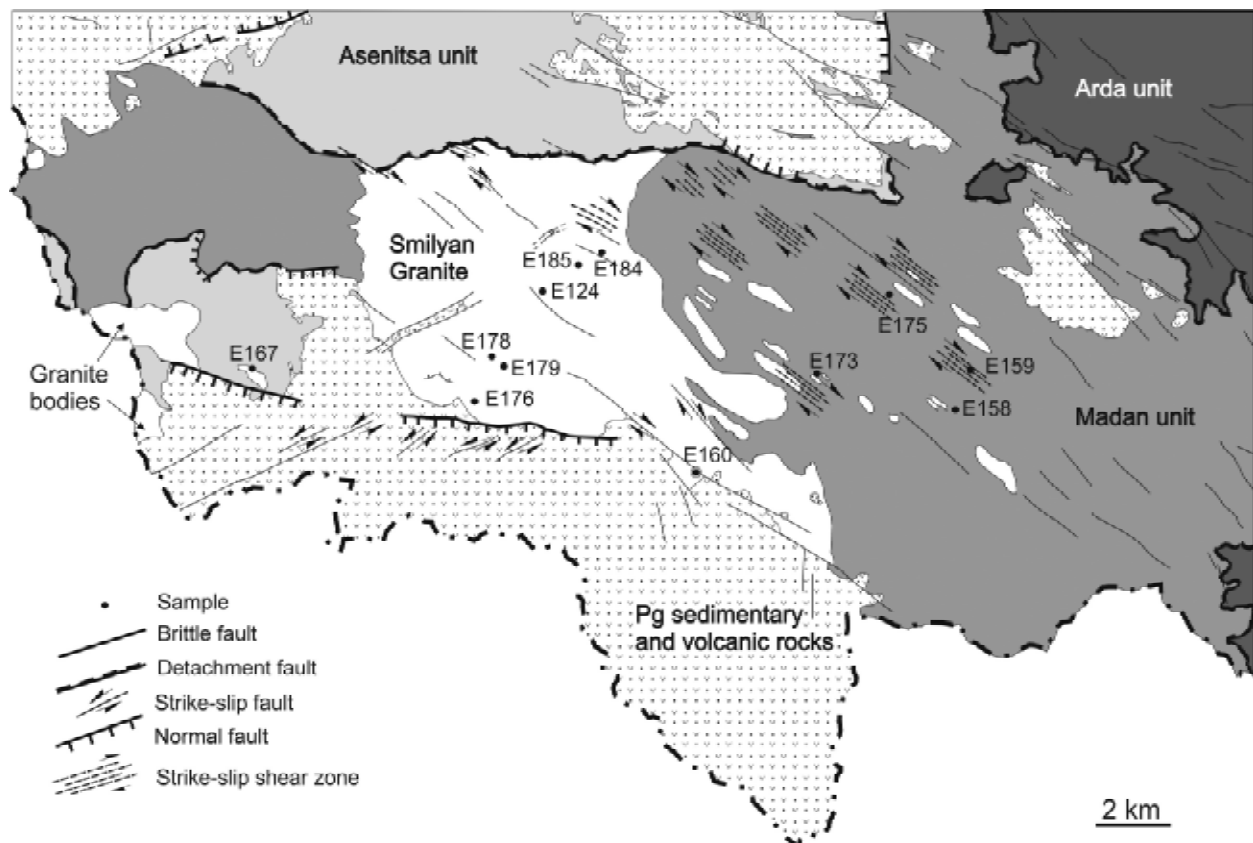 Asenitsa unit
Arda unit
Smilyan
Granite
E185
E184
E124
E175
E178
E179
E173
E159
E167
E176
E158
Granite
bodies
Madan unit
E160
Sample
Brittle fault
Detachment fault
Strike-slip fault
Normal fault
Strike-slip shear zone
Pg sedimentary
and volcanic rocks
2 km